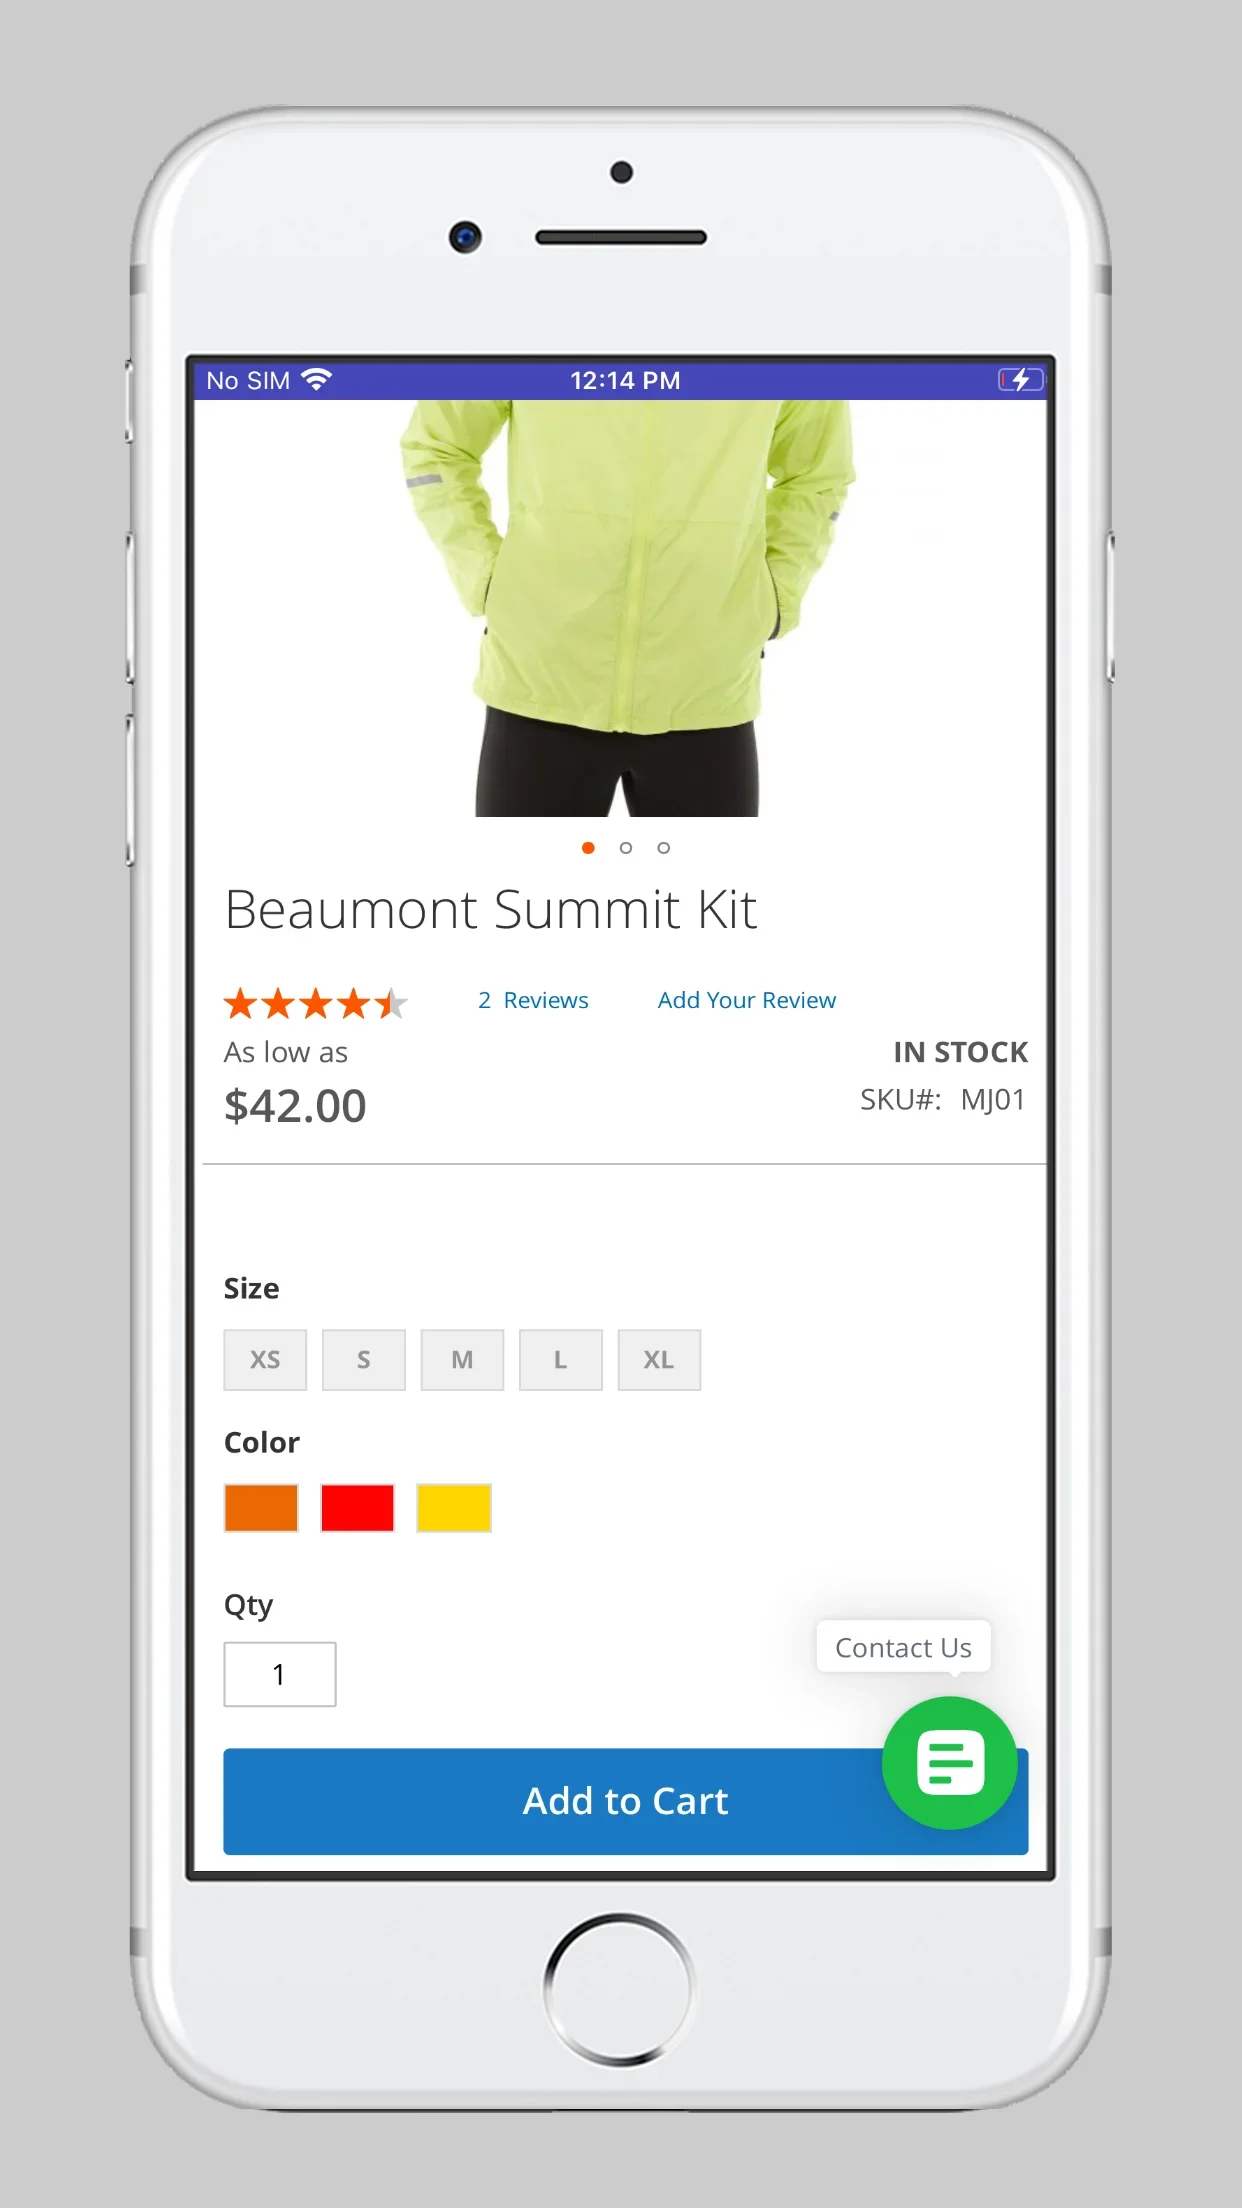 No SIM 12:14 PM
Beaumont Summit Kit
2 Reviews Add Your Review
As low as IN STOCK
$42.00 SKU#: MJ01
Size
XS S M L XL
Color
Qty
1
Contact Us
Add to Cart